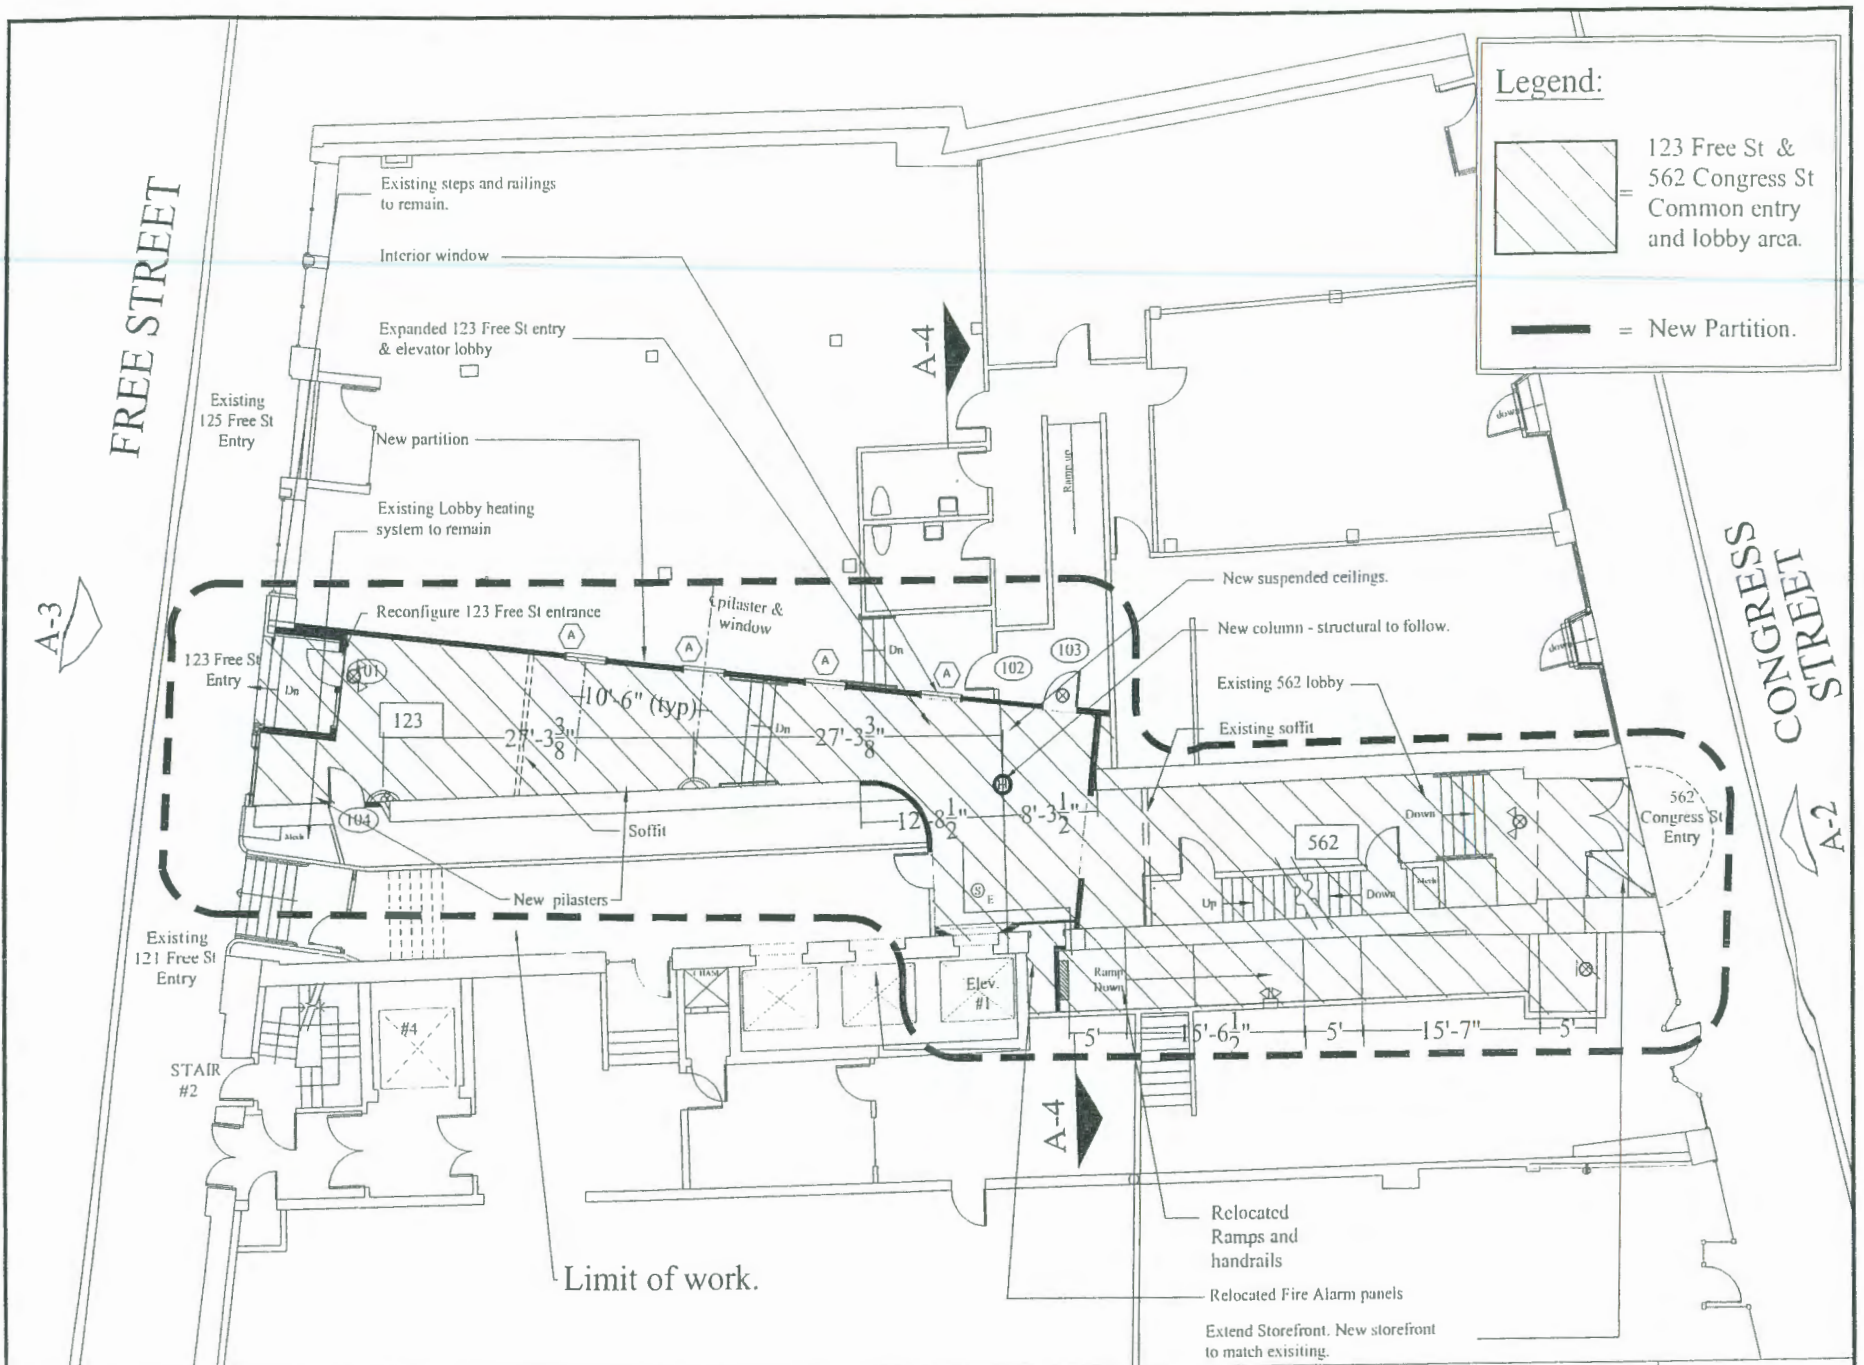 Legend:
123 Free St &
562 Congress St
= Common entry
and lobby area.
= New Partition.
FREE STREET
CONGRESS
STREET
Existing steps and railings
to remain.
Interior window
Expanded 123 Free St entry
& elevator lobby
A-4
Existing
125 Free St
Entry
New partition
Existing Lobby heating
system to remain
Ramp up
down
down
A-3
Reconfigure 123 Free St entrance
pilaster &
window
New suspended ceilings.
New column - structural to follow.
Existing 562 lobby
Existing soffit
123 Free St
Entry
Dn
101
A
A
A
A
Dn
102
103
123
10'-6" (typ)
27'-3 3/8"
Dn
27'-3 3/8"
104
Mech
Soffit
12'-8 1/2"
8'-3 1/2"
562
Down
562
Congress St
Entry
A-2
S
E
Up
Down
Mech
New pilasters
Existing
121 Free St
Entry
Elev.
#1
Ramp
Down
5'
15'-6 1/2"
5'
15'-7"
5'
#4
STAIR
#2
A-4
Limit of work.
Relocated
Ramps and
handrails
Relocated Fire Alarm panels
Extend Storefront. New storefront
to match exisiting.